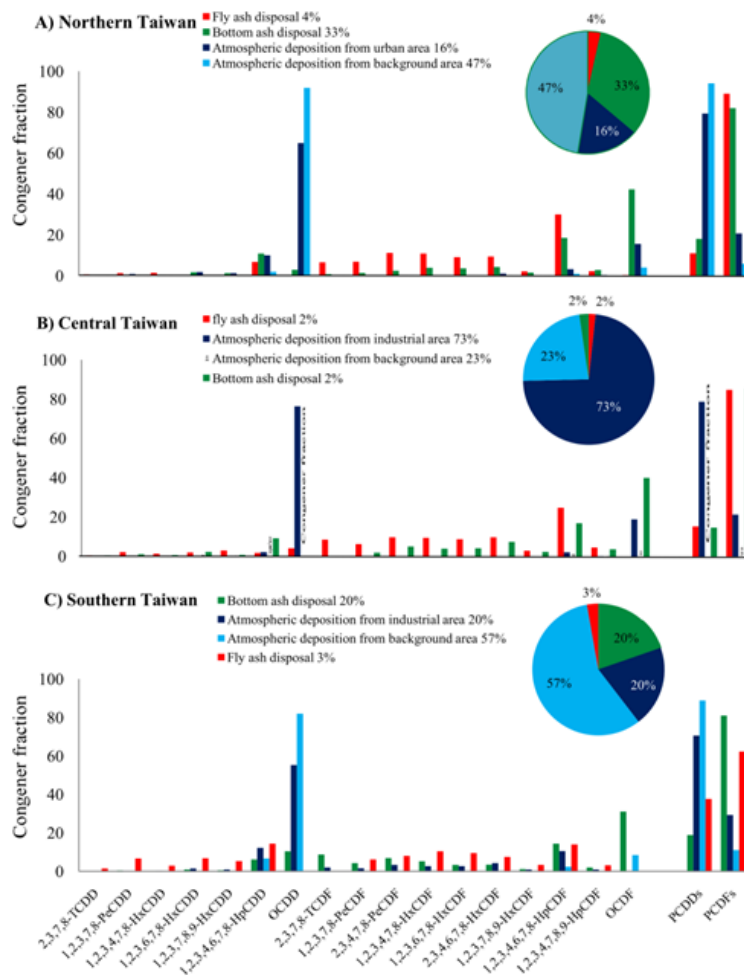 A) Northern Taiwan
Fly ash disposal 4%
Bottom ash disposal 33%
Atmospheric deposition from urban area 16%
Atmospheric deposition from background area 47%
4%
33%
16%
47%
Congener fraction
100
80
60
40
20
0
B) Central Taiwan
fly ash disposal 2%
Atmospheric deposition from industrial area 73%
Atmospheric deposition from background area 23%
Bottom ash disposal 2%
2%
2%
23%
73%
Congener fraction
100
80
60
40
20
0
Congener fraction
C) Southern Taiwan
Bottom ash disposal 20%
Atmospheric deposition from industrial area 20%
Atmospheric deposition from background area 57%
Fly ash disposal 3%
3%
20%
20%
57%
Congener fraction
100
80
60
40
20
0
2,3,7,8-TCDD
1,2,3,7,8-PeCDD
1,2,3,4,7,8-HxCDD
1,2,3,6,7,8-HxCDD
1,2,3,7,8,9-HxCDD
1,2,3,4,6,7,8-HpCDD
OCDD
2,3,7,8-TCDF
1,2,3,7,8-PeCDF
2,3,4,7,8-PeCDF
1,2,3,4,7,8-HxCDF
1,2,3,6,7,8-HxCDF
2,3,4,6,7,8-HxCDF
1,2,3,7,8,9-HxCDF
1,2,3,4,6,7,8-HpCDF
1,2,3,4,7,8,9-HpCDF
OCDF
PCDDs
PCDFs